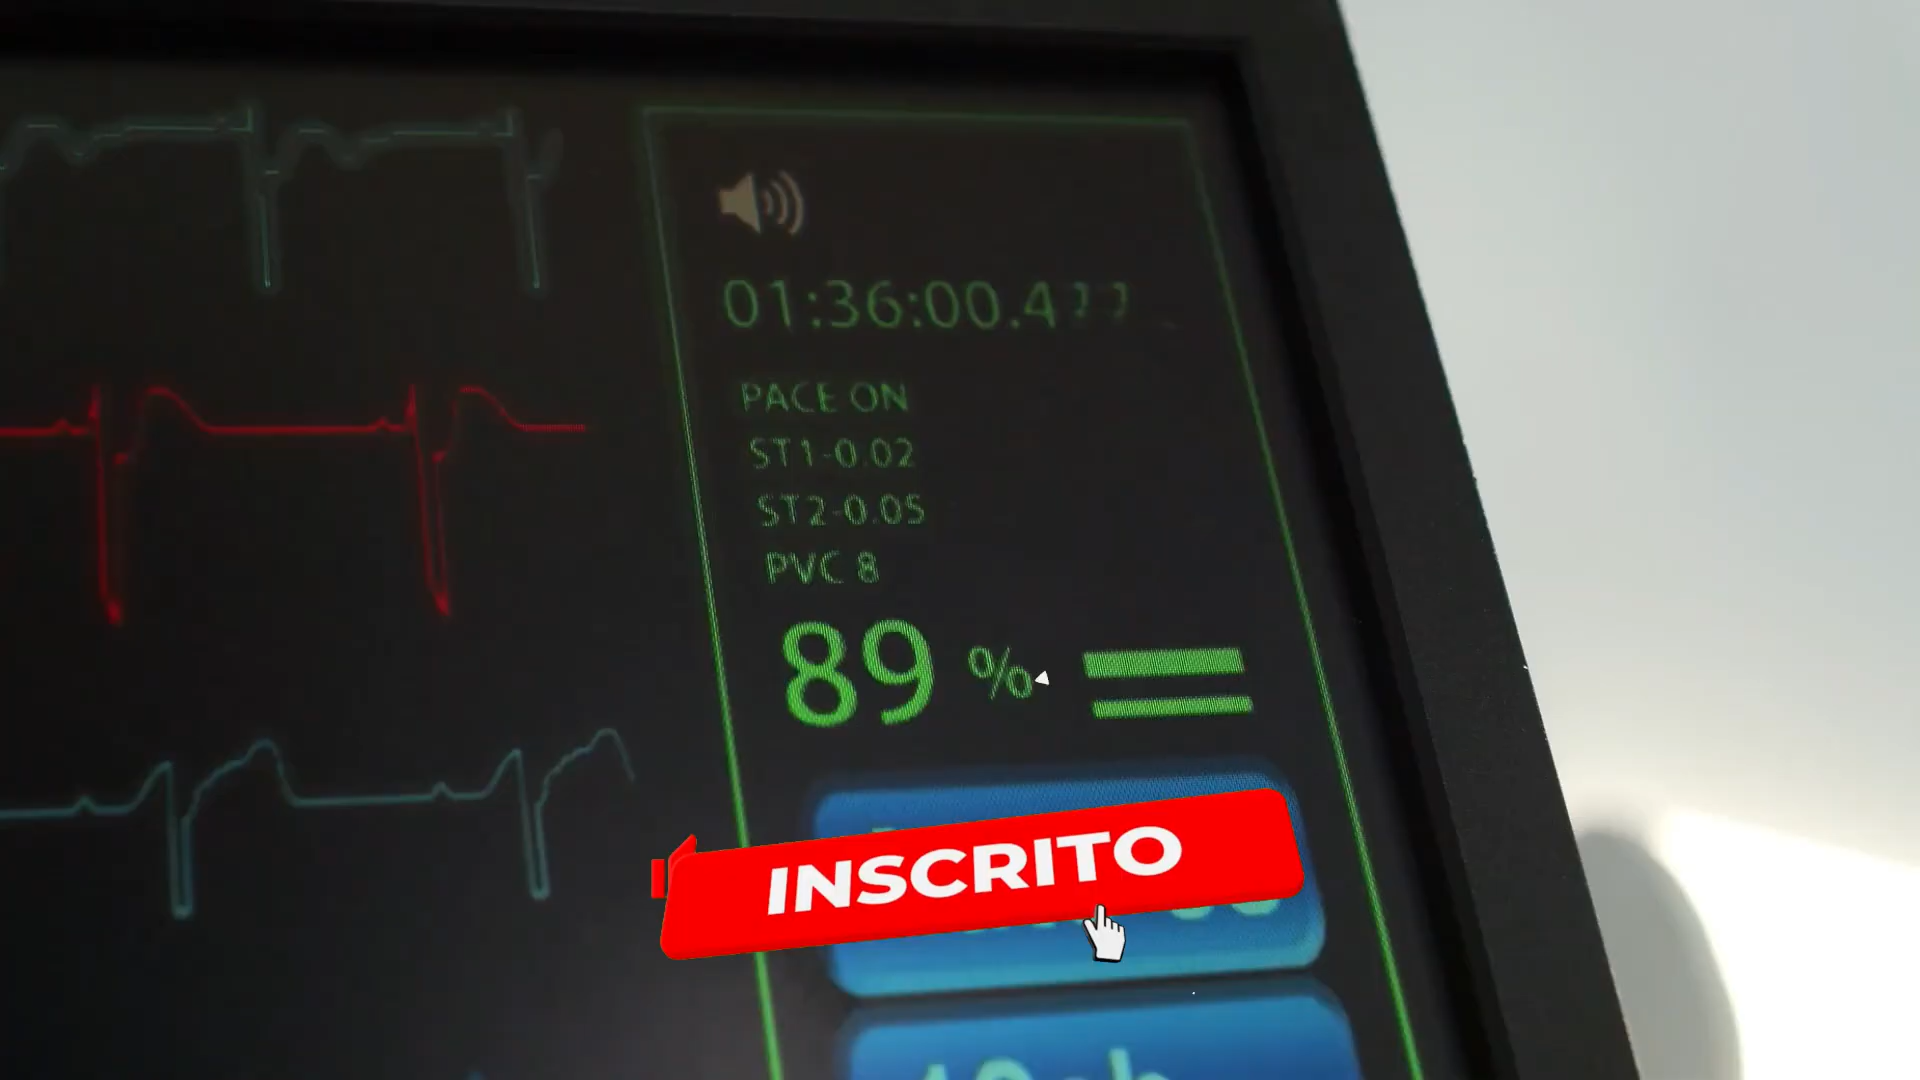 01:36:00.4
PACE ON
ST1-0.02
ST2-0.05
PVC 8
89 %
INSCRITO